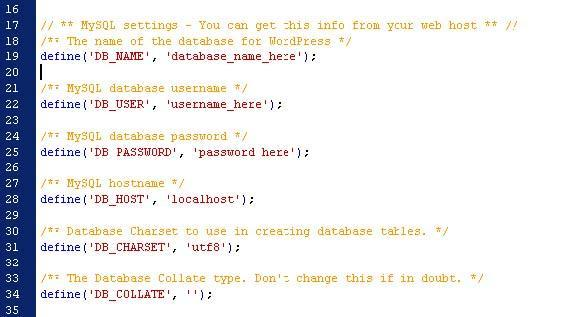 16
17 // ** MySQL settings - You can get this info from your web host ** //
18 /** The name of the database for WordPress */
19 define('DB_NAME', 'database_name_here');
20
21 /** MySQL database username */
22 define('DB_USER', 'username_here');
23
24 /** MySQL database password */
25 define('DB_PASSWORD', 'password_here');
26
27 /** MySQL hostname */
28 define('DB_HOST', 'localhost');
29
30 /** Database Charset to use in creating database tables. */
31 define('DB_CHARSET', 'utf8');
32
33 /** The Database Collate type. Don't change this if in doubt. */
34 define('DB_COLLATE', '');
35